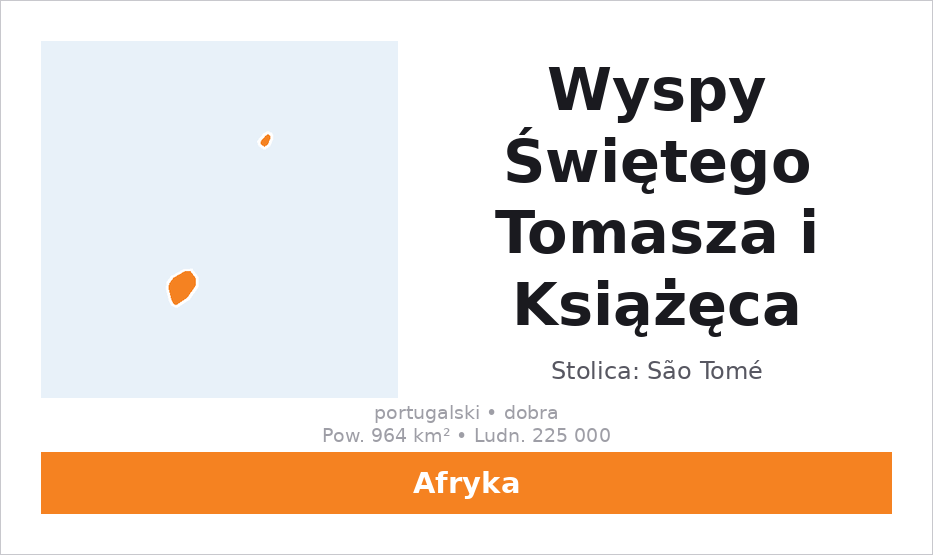 Wyspy
Świętego
Tomasza i
Książęca
Stolica: São Tomé
portugalski • dobra
Pow. 964 km² • Ludn. 225 000
Afryka